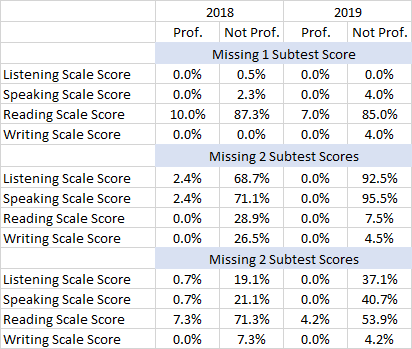 2018 2019
Prof. Not Prof. Prof. Not Prof.
Missing 1 Subtest Score
Listening Scale Score 0.0% 0.5% 0.0% 0.0%
Speaking Scale Score 0.0% 2.3% 0.0% 4.0%
Reading Scale Score 10.0% 87.3% 7.0% 85.0%
Writing Scale Score 0.0% 0.0% 0.0% 4.0%
Missing 2 Subtest Scores
Listening Scale Score 2.4% 68.7% 0.0% 92.5%
Speaking Scale Score 2.4% 71.1% 0.0% 95.5%
Reading Scale Score 0.0% 28.9% 0.0% 7.5%
Writing Scale Score 0.0% 26.5% 0.0% 4.5%
Missing 2 Subtest Scores
Listening Scale Score 0.7% 19.1% 0.0% 37.1%
Speaking Scale Score 0.7% 21.1% 0.0% 40.7%
Reading Scale Score 7.3% 71.3% 4.2% 53.9%
Writing Scale Score 0.0% 7.3% 0.0% 4.2%